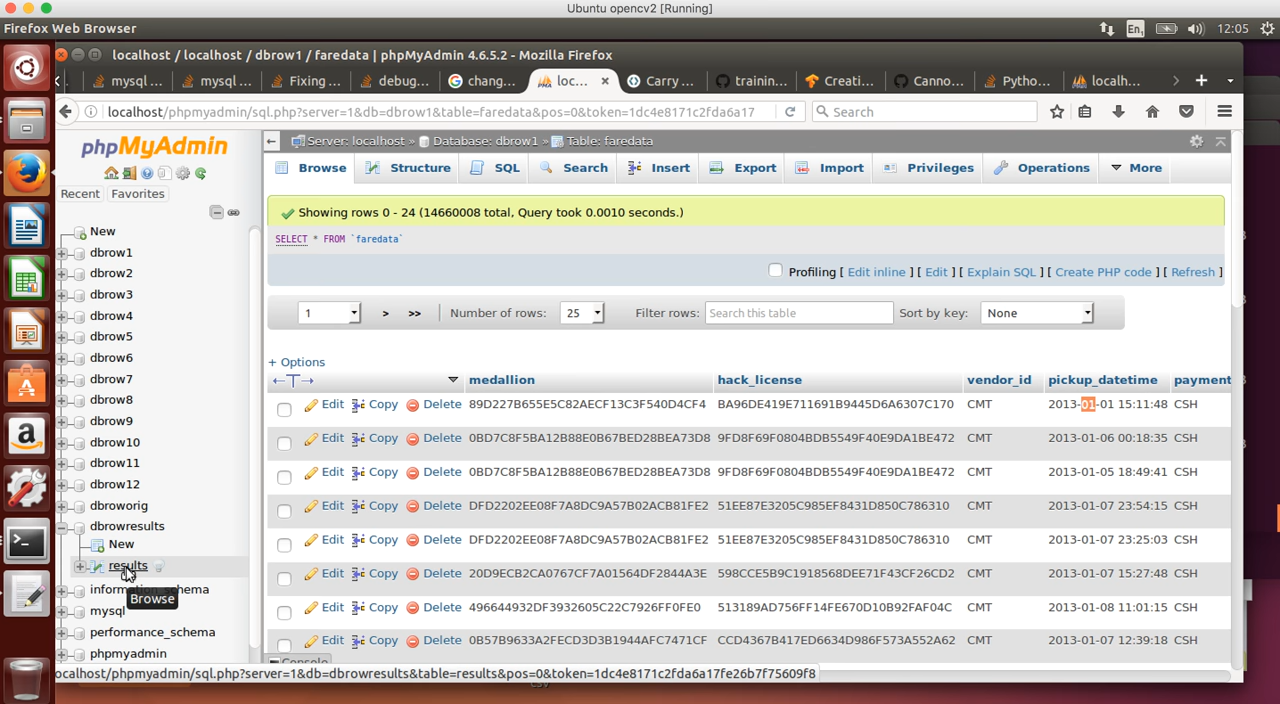 Ubuntu opencv2 [Running]
Firefox Web Browser
En1
12:05
localhost / localhost / dbrow1 / faredata | phpMyAdmin 4.6.5.2 - Mozilla Firefox
mysql ...
mysql ...
Fixing ...
debug...
chang...
loc...
Carry ...
trainin...
Creati...
Canno...
Pytho...
localh...
localhost/phpmyadmin/sql.php?server=1&db=dbrow1&table=faredata&pos=0&token=1dc4e8171c2fda6a17
Search
phpMyAdmin
Recent
Favorites
New
dbrow1
dbrow2
dbrow3
dbrow4
dbrow5
dbrow6
dbrow7
dbrow8
dbrow9
dbrow10
dbrow11
dbrow12
dbroworig
dbrowresults
New
results
information_schema
Browse
mysql
performance_schema
phpmyadmin
Server: localhost » Database: dbrow1 » Table: faredata
Browse
Structure
SQL
Search
Insert
Export
Import
Privileges
Operations
More
Showing rows 0 - 24 (14660008 total, Query took 0.0010 seconds.)
SELECT * FROM `faredata`
Profiling [ Edit inline ] [ Edit ] [ Explain SQL ] [ Create PHP code ] [ Refresh ]
1 > >> Number of rows: 25 Filter rows: Search this table Sort by key: None
+ Options
←T→ medallion hack_license vendor_id pickup_datetime payment
Edit Copy Delete 89D227B655E5C82AECF13C3F540D4CF4 BA96DE419E711691B9445D6A6307C170 CMT 2013-01-01 15:11:48 CSH
Edit Copy Delete 0BD7C8F5BA12B88E0B67BED28BEA73D8 9FD8F69F0804BDB5549F40E9DA1BE472 CMT 2013-01-06 00:18:35 CSH
Edit Copy Delete 0BD7C8F5BA12B88E0B67BED28BEA73D8 9FD8F69F0804BDB5549F40E9DA1BE472 CMT 2013-01-05 18:49:41 CSH
Edit Copy Delete DFD2202EE08F7A8DC9A57B02ACB81FE2 51EE87E3205C985EF8431D850C786310 CMT 2013-01-07 23:54:15 CSH
Edit Copy Delete DFD2202EE08F7A8DC9A57B02ACB81FE2 51EE87E3205C985EF8431D850C786310 CMT 2013-01-07 23:25:03 CSH
Edit Copy Delete 20D9ECB2CA0767CF7A01564DF2844A3E 598CCE5B9C1918568DEE71F43CF26CD2 CMT 2013-01-07 15:27:48 CSH
Edit Copy Delete 496644932DF3932605C22C7926FF0FE0 513189AD756FF14FE670D10B92FAF04C CMT 2013-01-08 11:01:15 CSH
Edit Copy Delete 0B57B9633A2FECD3D3B1944AFC7471CF CCD4367B417ED6634D986F573A552A62 CMT 2013-01-07 12:39:18 CSH
Console
ocalhost/phpmyadmin/sql.php?server=1&db=dbrowresults&table=results&pos=0&token=1dc4e8171c2fda6a17fe26b7f75609f8